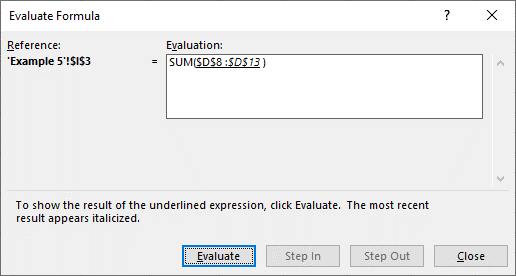 Evaluate Formula
Reference:
Evaluation:
'Example 5'!$I$3 = SUM($D$8:$D$13 )
To show the result of the underlined expression, click Evaluate.  The most recent
result appears italicized.
Evaluate Step In Step Out Close